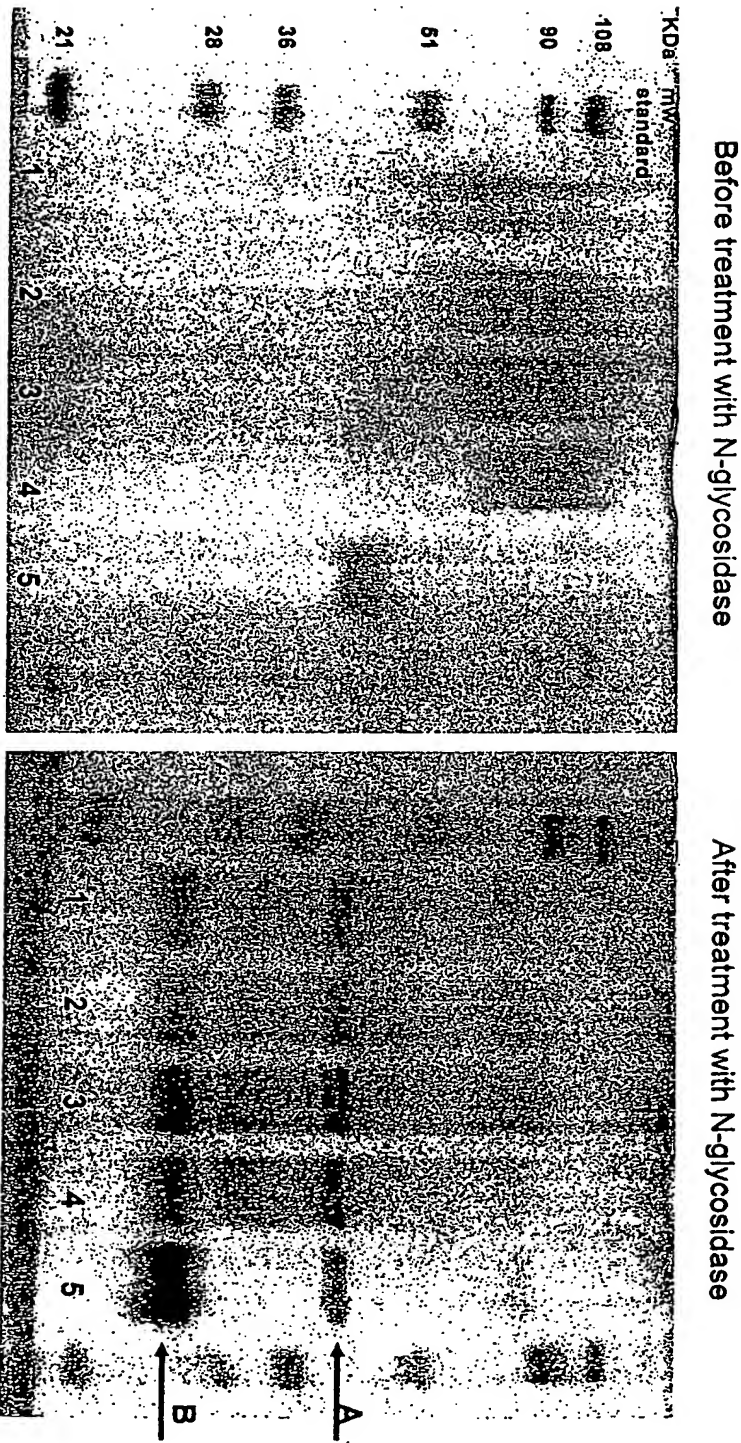 Before treatment with N-glycosidase
KDa mW
standard
108
90
51
36
28
21
1
2
3
4
5
After treatment with N-glycosidase
1
2
3
4
5
A
B